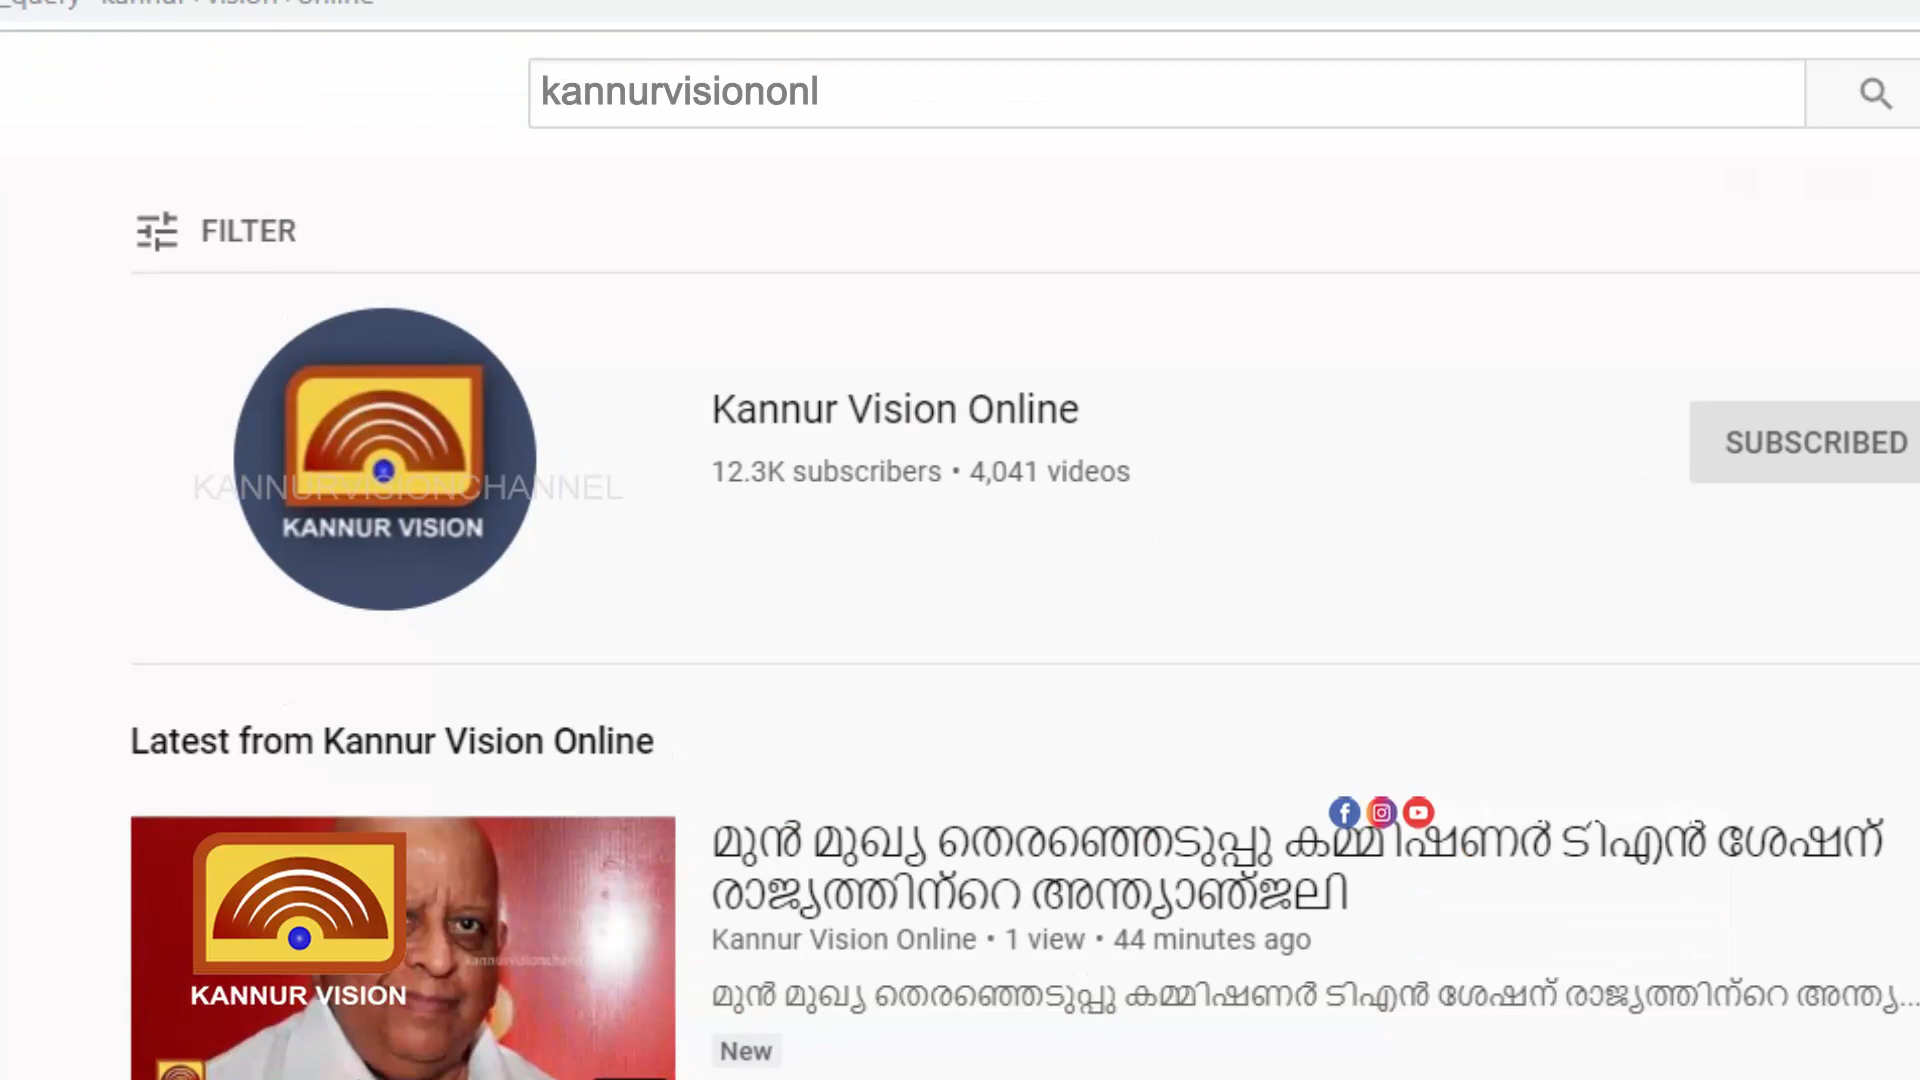 kannurvisiononl
FILTER
KANNURVISIONCHANNEL
KANNUR VISION
Kannur Vision Online
12.3K subscribers • 4,041 videos
SUBSCRIBED
Latest from Kannur Vision Online
KANNUR VISION
മുൻ മുഖ്യ തെരഞ്ഞെടുപ്പു കമ്മിഷണർ ടിഎൻ ശേഷന്
രാജ്യത്തിന്റെ അന്ത്യാഞ്ജലി
Kannur Vision Online • 1 view • 44 minutes ago
മുൻ മുഖ്യ തെരഞ്ഞെടുപ്പു കമ്മിഷണർ ടിഎൻ ശേഷന് രാജ്യത്തിന്റെ അന്ത്യ...
New